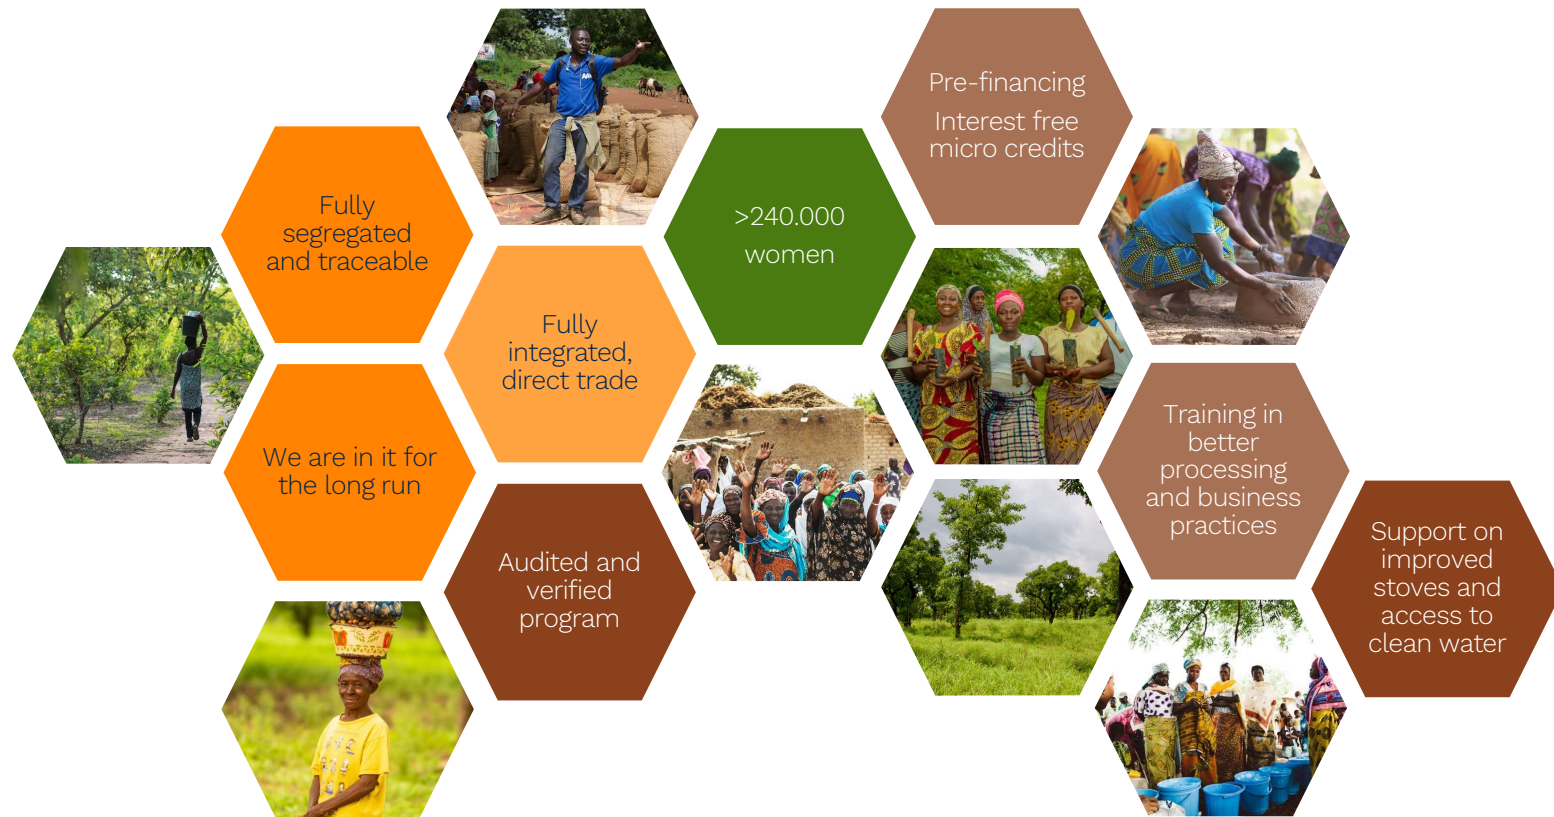 Fully
segregated
and traceable
We are in it for
the long run
Fully
integrated,
direct trade
Audited and
verified
program
>240.000
women
Pre-financing
Interest free
micro credits
Training in
better
processing
and business
practices
Support on
improved
stoves and
access to
clean water